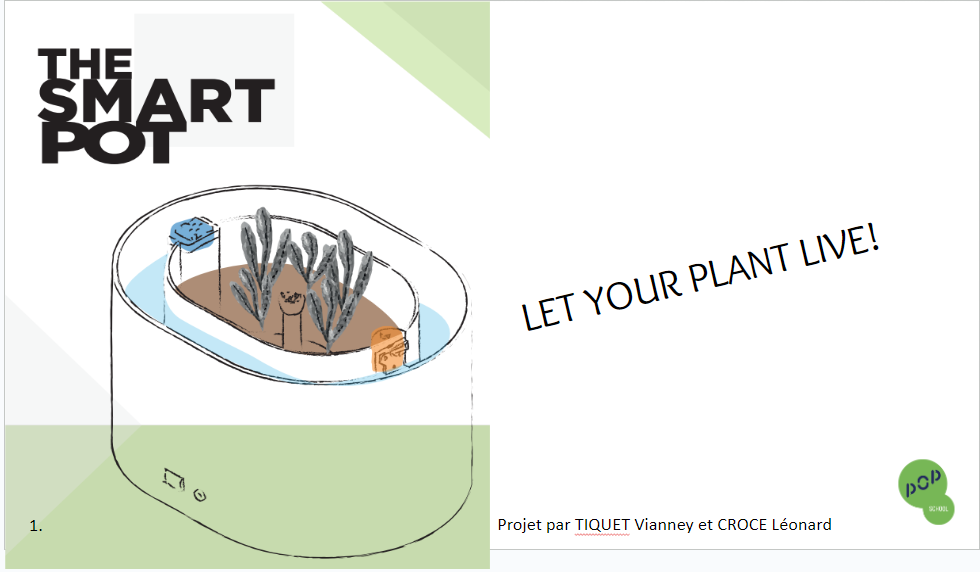 THE
SMART
POT
LET YOUR PLANT LIVE!
1.
Projet par TIQUET Vianney et CROCE Léonard
pop
SCHOOL